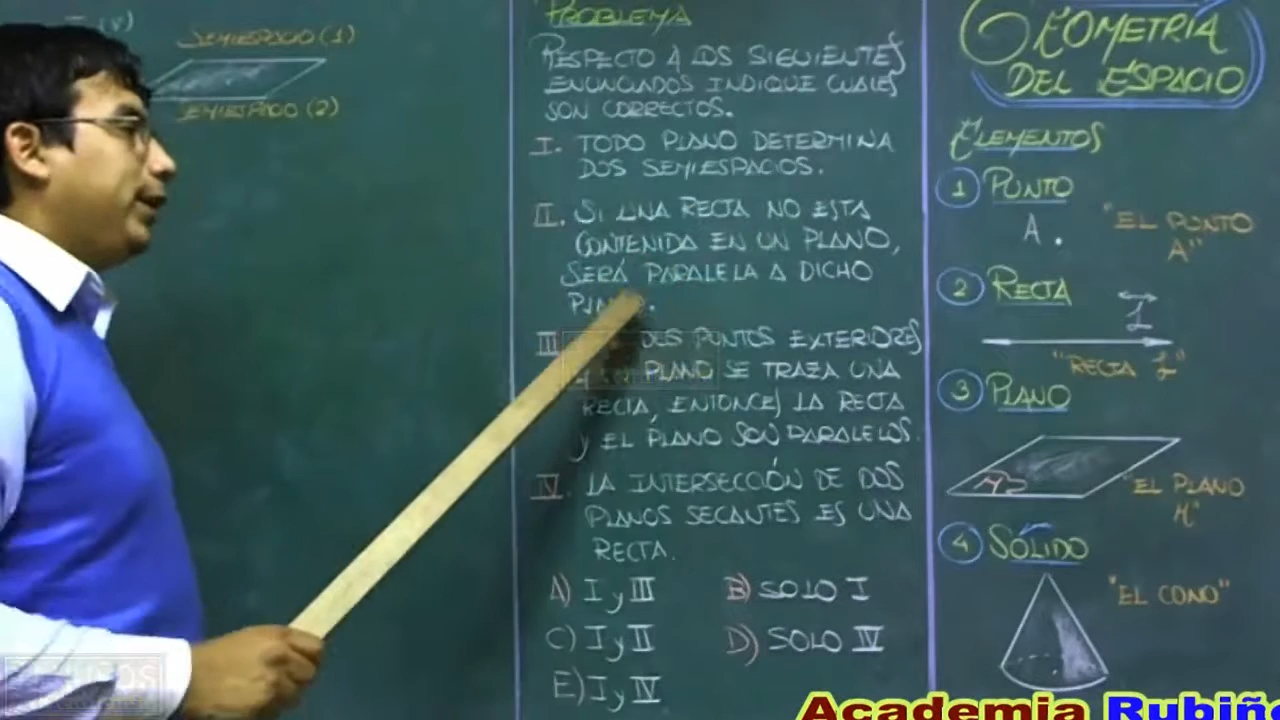 (V)
SEMIESPACIO (1)
SEMIESPACIO (2)
PROBLEMA
RESPECTO A LOS SIGUIENTES
ENUNCIADOS INDIQUE CUALES
SON CORRECTOS.
I. TODO PLANO DETERMINA
DOS SEMIESPACIOS.
II. SI UNA RECTA NO ESTA
CONTENIDA EN UN PLANO,
SERÁ PARALELA A DICHO
III DOS PUNTOS EXTERIORES
PLANO SE TRAZA UNA
RECTA, ENTONCES LA RECTA
Y EL PLANO SON PARALELOS.
IV. LA INTERSECCIÓN DE DOS
PLANOS SECANTES ES UNA
RECTA.
A) I y III B) SOLO I
C) I y II D) SOLO IV
E) I y IV
GEOMETRIA
DEL ESPACIO
ELEMENTOS
1 PUNTO
A . "EL PUNTO
A"
2 RECTA
L
"RECTA L"
3 PLANO
H
"EL PLANO
H"
4 SÓLIDO
"EL CONO"
Academia Rubiñ